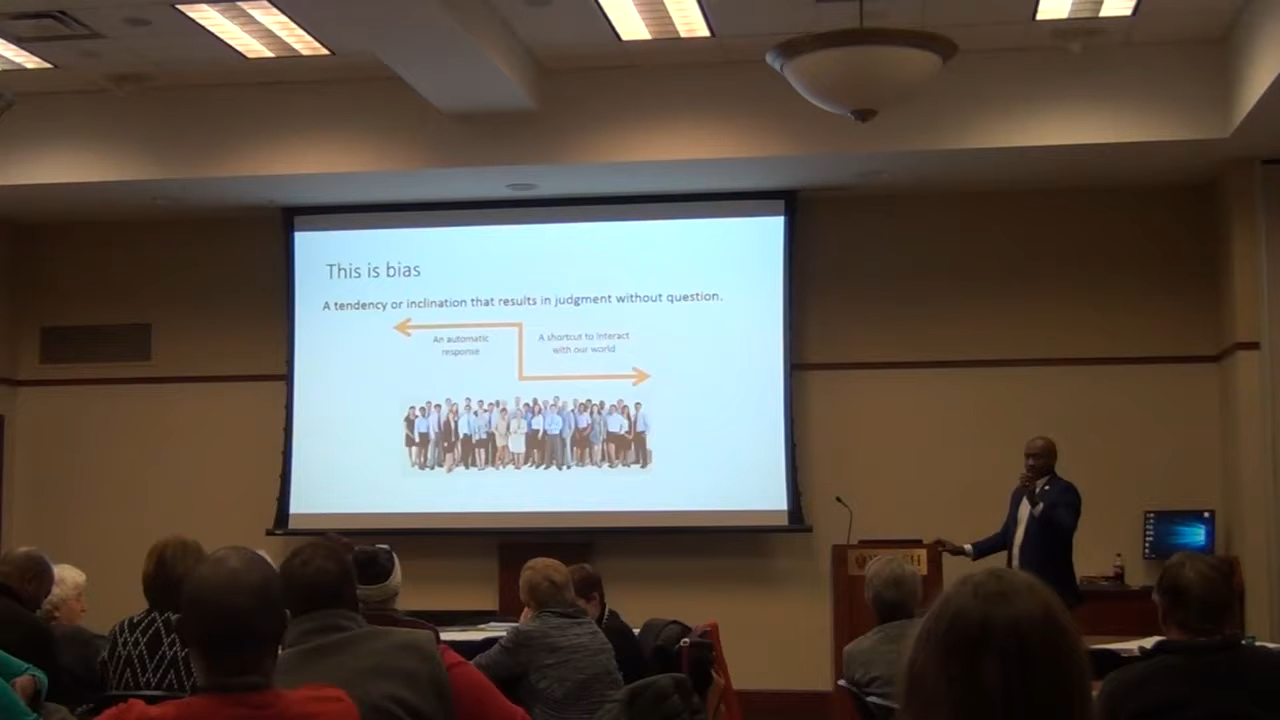 This is bias
A tendency or inclination that results in judgment without question.
An automatic
response
A shortcut to interact
with our world